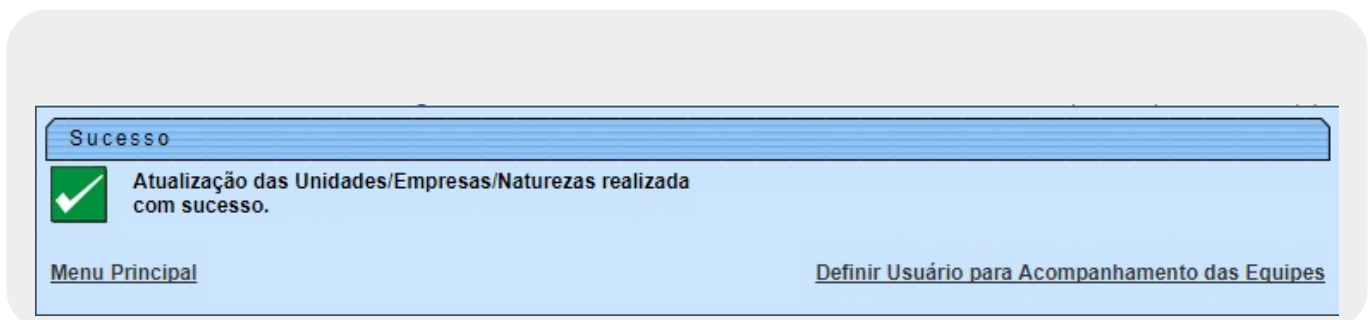 Sucesso
Atualização das Unidades/Empresas/Naturezas realizada
com sucesso.
Menu Principal
Definir Usuário para Acompanhamento das Equipes